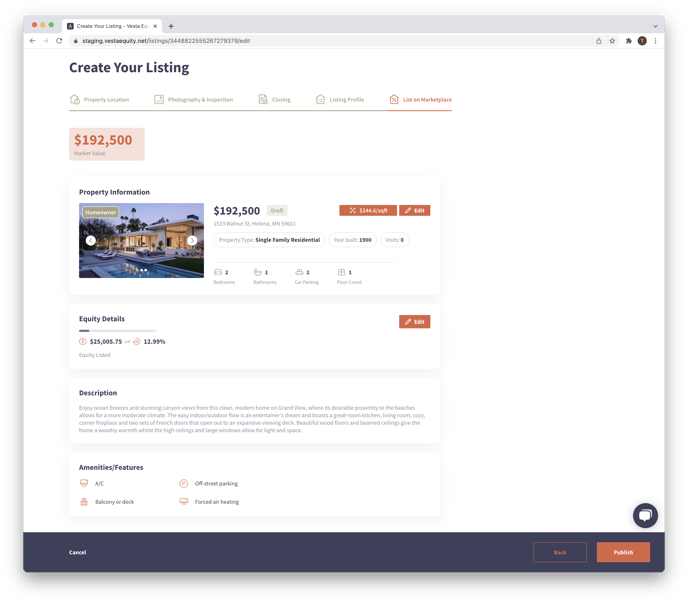 Create Your Listing - Vesta Eq
staging.vestaequity.net/listings/3448822555267279379/edit
T
Create Your Listing
Property Location
Photography & Inspection
Closing
Listing Profile
List on Marketplace
$192,500
Market Value
Property Information
Homeowner
$192,500
Draft
$244.6/sqft
Edit
1533 Walnut St, Helena, MN 59601
Property Type: Single Family Residential
Year built: 1900
Visits: 0
2
1
2
1
Bedrooms
Bathrooms
Car Parking
Floor Count
Equity Details
Edit
$25,005.75
12.99%
Equity Listed
Description
Enjoy ocean breezes and stunning canyon views from this clean, modern home on Grand View, where its desirable proximity to the beaches
allows for a more moderate climate. The easy indoor/outdoor flow is an entertainer's dream and boasts a great-room kitchen, living room, cozy,
corner fireplace and two sets of French doors that open out to an expansive viewing deck. Beautiful wood floors and beamed ceilings give the
home a woodsy warmth whilst the high ceilings and large windows allow for light and space.
Amenities/Features
A/C
Off-street parking
Balcony or deck
Forced air heating
Cancel
Back
Publish